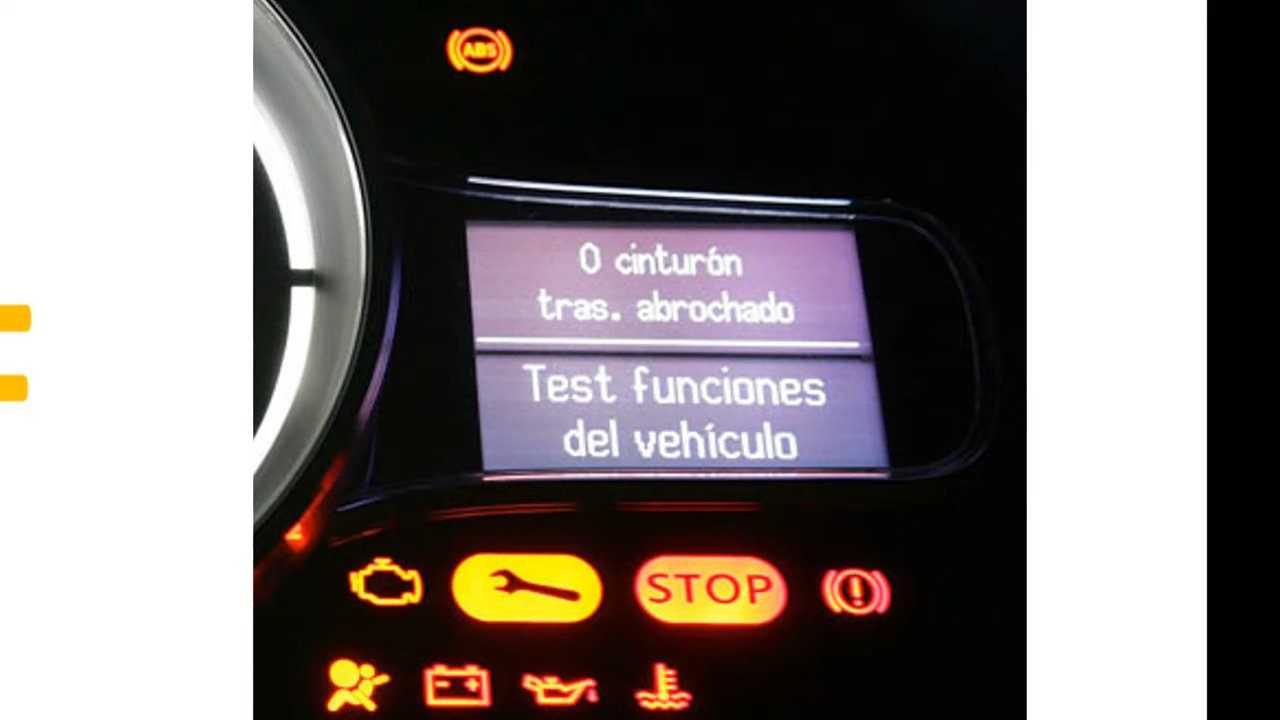 ABS
0 cinturón
tras. abrochado
Test funciones
del vehículo
STOP